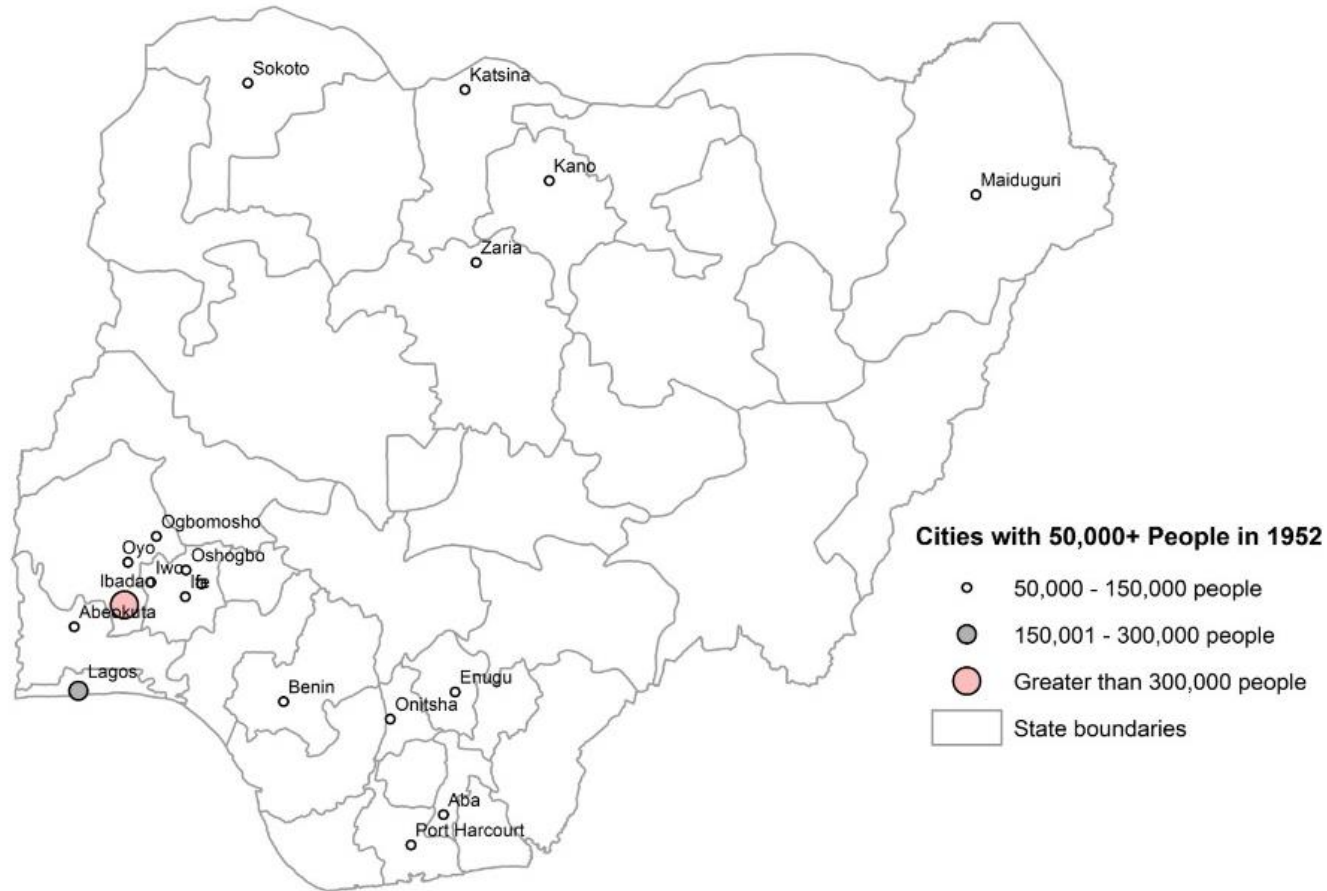 Sokoto
Katsina
Kano
Maiduguri
Zaria
Ogbomosho
Oyo
Oshogbo
Iwo
Ibadan
Ife
Abeokuta
Lagos
Benin
Enugu
Onitsha
Aba
Port Harcourt
Cities with 50,000+ People in 1952
50,000 - 150,000 people
150,001 - 300,000 people
Greater than 300,000 people
State boundaries